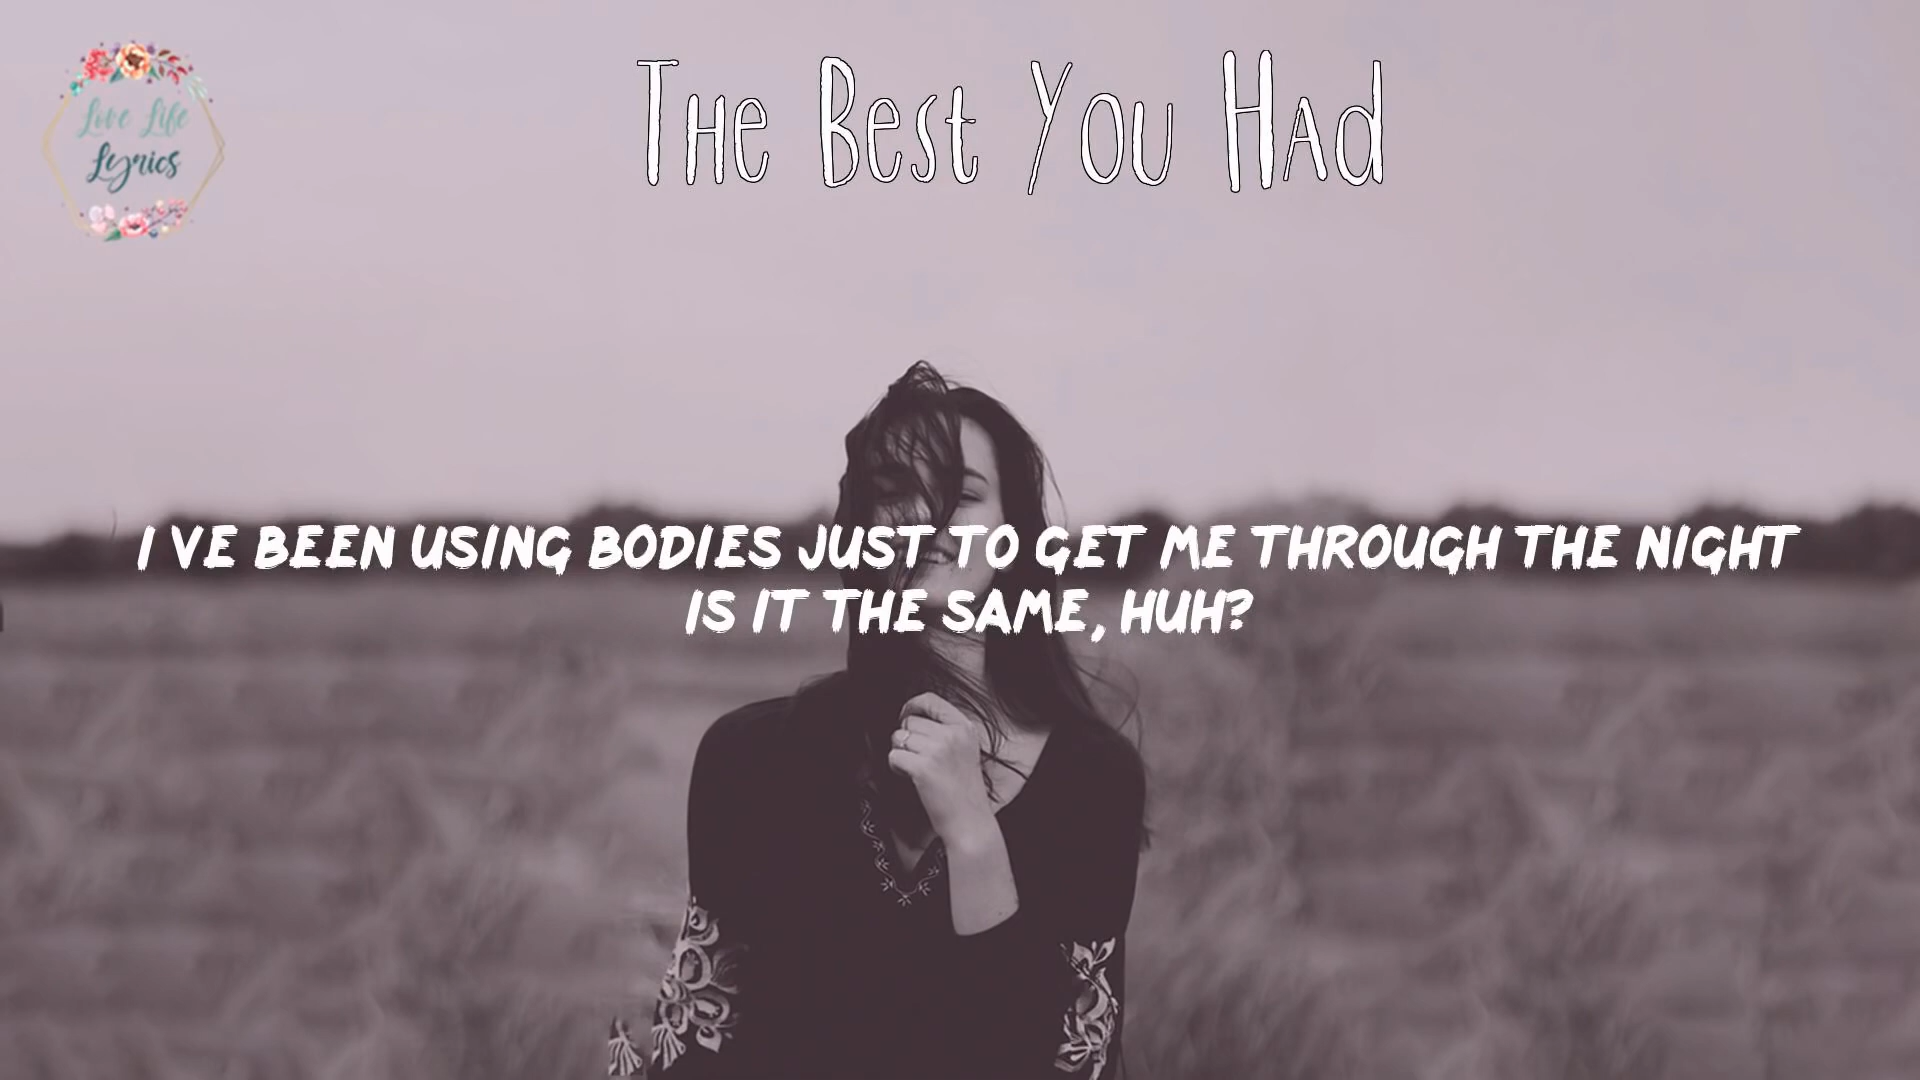 Love Life
Lyrics
The Best You Had
I VE BEEN USING BODIES JUST TO GET ME THROUGH THE NIGHT
IS IT THE SAME, HUH?